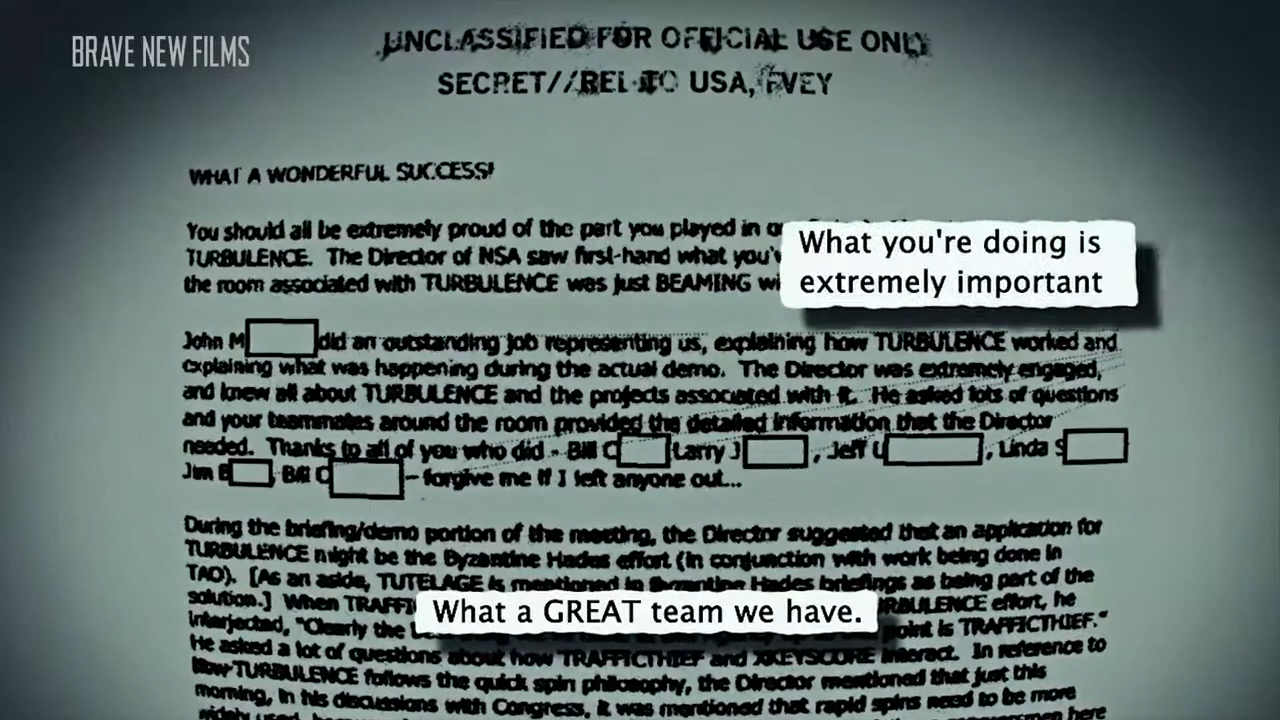 BRAVE NEW FILMS
UNCLASSIFIED FOR OFFICIAL USE ONLY
SECRET//REL TO USA, FVEY
WHAT A WONDERFUL SUCCESS!
You should all be extremely proud of the part you played in
TURBULENCE. The Director of NSA saw first-hand what
the room associated with TURBULENCE was just BEAMING
What you're doing is
extremely important
John M did an outstanding job representing us, explaining how TURBULENCE worked and
explaining what was happening during the actual demo. The Director was extremely engaged,
and knew all about TURBULENCE and the projects associated with it. He asked lots of questions
and your teammates around the room provided the detailed information that the Director
needed. Thanks to all of you who did - Bill C Larry J , Jeff U , Linda S
Jim B , Bill C – forgive me if I left anyone out...
During the briefing/demo portion of the meeting, the Director suggested that an application for
TURBULENCE might be the Byzantine Hades effort (in conjunction with work being done in
TAO). [As an aside, TUTELAGE is mentioned in Byzantine Hades briefings as being part of the
solution.] When effort, he
What a GREAT team we have.
interjected, "Clearly the point is TRAFFICTHIEF."
He asked a lot of questions about how TRAFFICTHIEF and XKEYSCORE interact. In reference to
how TURBULENCE follows the quick spin philosophy, the Director mentioned that just this
morning, in his discussions with Congress, it was mentioned that rapid spins need to be more
widely used, here